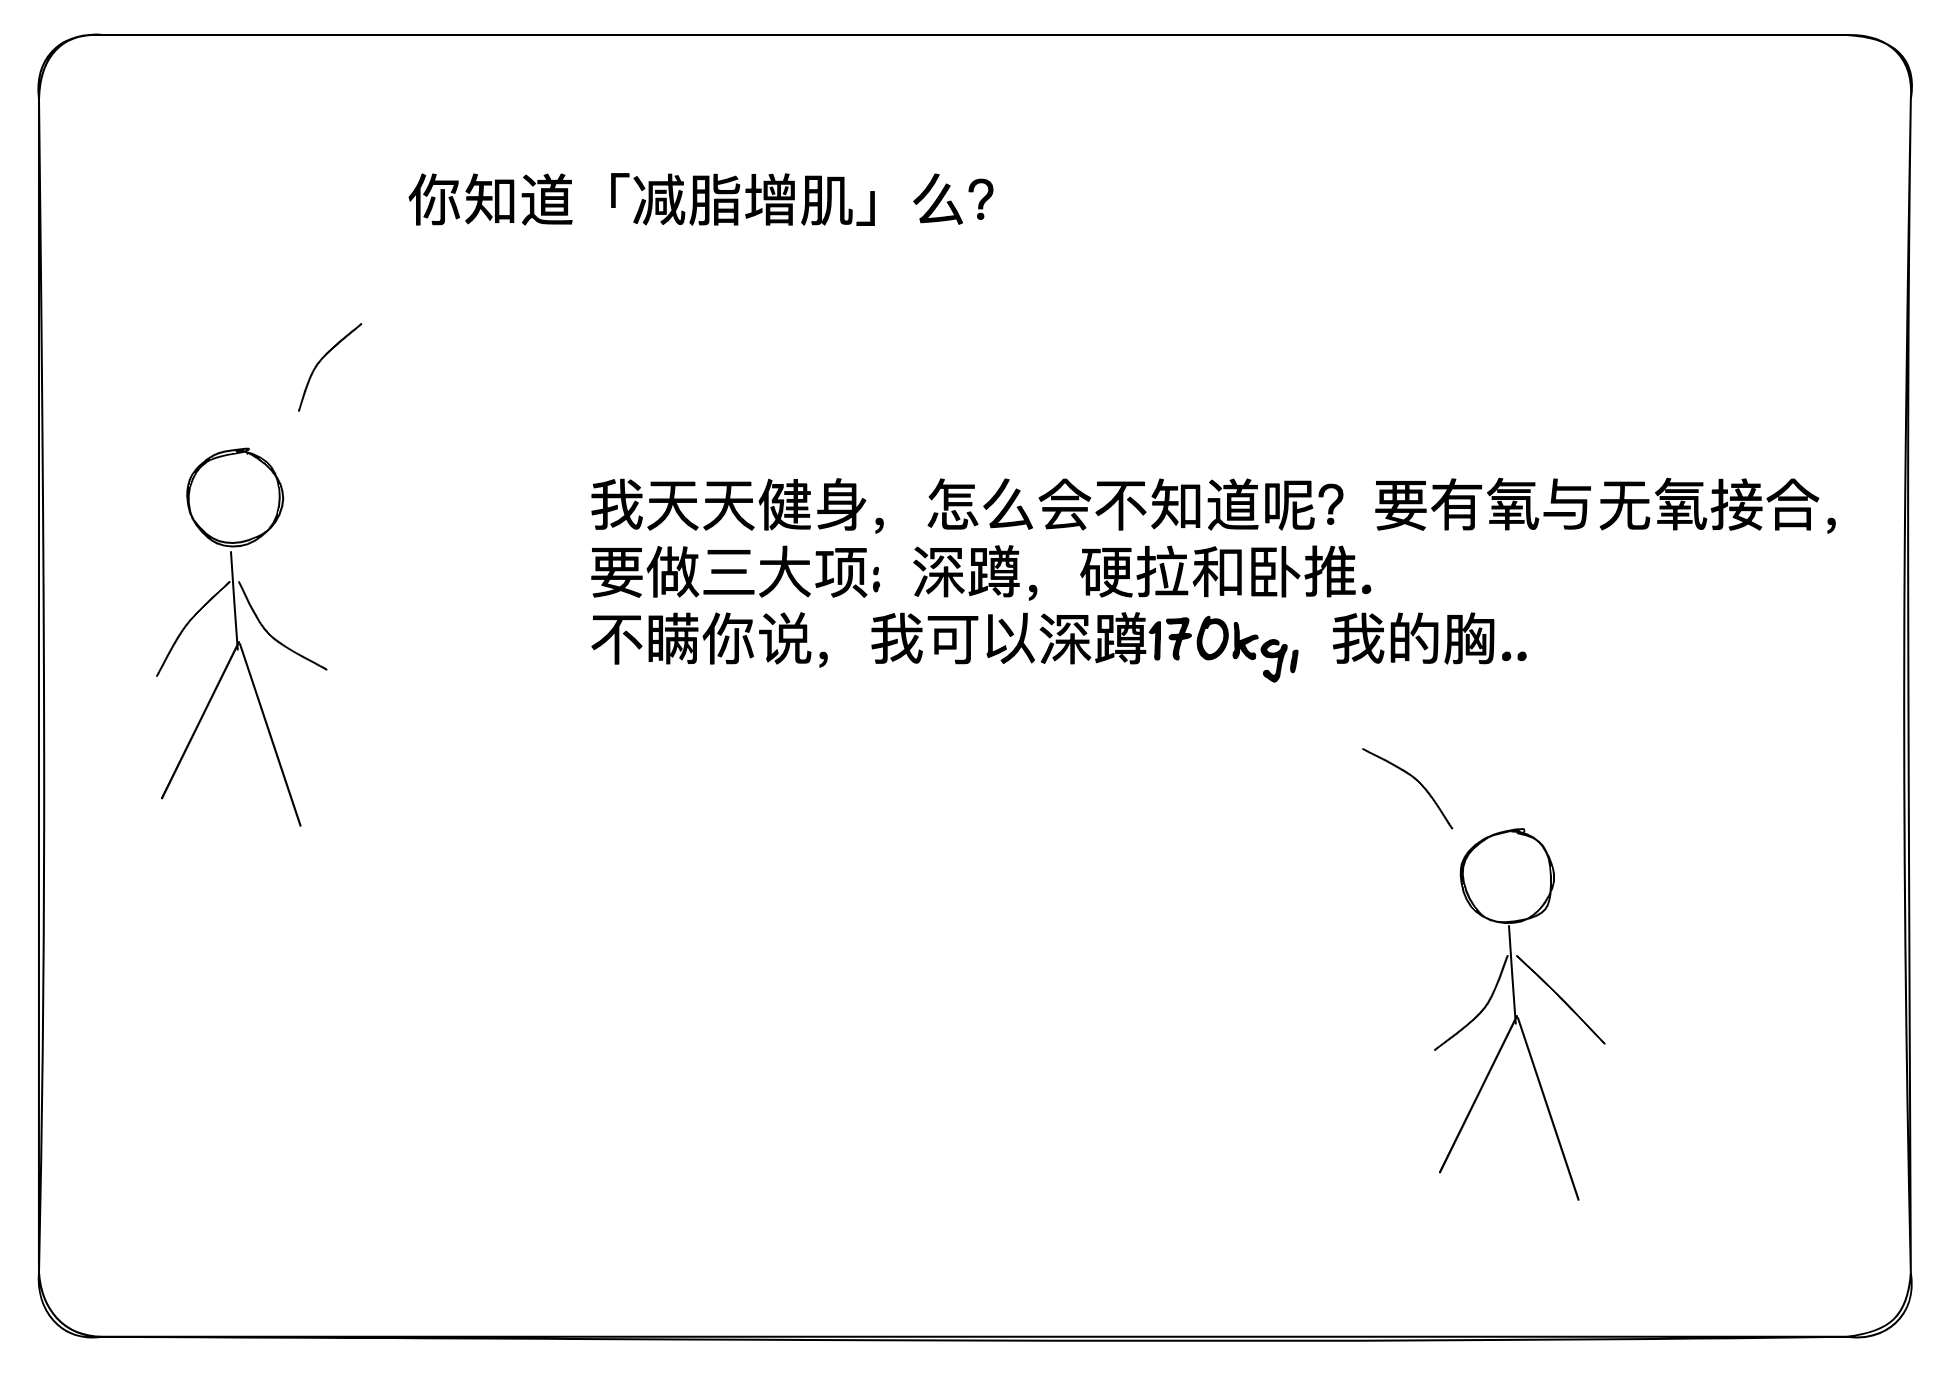 你知道「减脂增肌」么？
我天天健身，怎么会不知道呢？要有氧与无氧接合，
要做三大项：深蹲，硬拉和卧推.
不瞒你说，我可以深蹲170kg，我的胸..